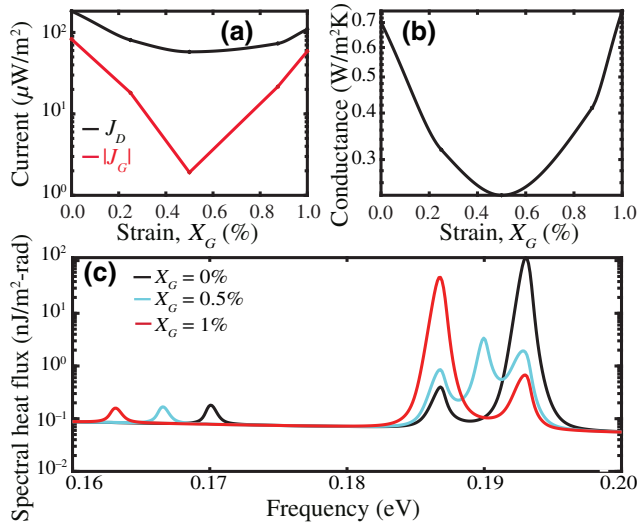 (a)
Current (μW/m²)
10²
10¹
10⁰
J_D
|J_G|
0.0 0.2 0.4 0.6 0.8 1.0
Strain, X_G (%)
(b)
Conductance (W/m²K)
0.7
0.5
0.4
0.3
0.0 0.2 0.4 0.6 0.8 1.0
Strain, X_G (%)
(c)
Spectral heat flux (nJ/m²-rad)
10²
10¹
10⁰
10⁻¹
10⁻²
X_G = 0%
X_G = 0.5%
X_G = 1%
0.16 0.17 0.18 0.19 0.20
Frequency (eV)